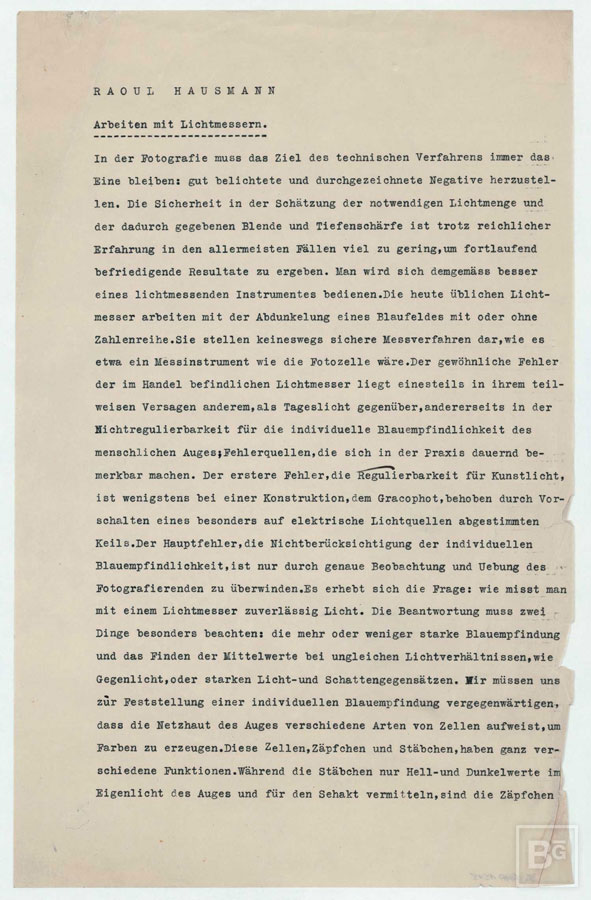 RAOUL HAUSMANN
Arbeiten mit Lichtmessern.
In der Fotografie muss das Ziel des technischen Verfahrens immer das
Eine bleiben: gut belichtete und durchgezeichnete Negative herzustel-
len. Die Sicherheit in der Schätzung der notwendigen Lichtmenge und
der dadurch gegebenen Blende und Tiefenschärfe ist trotz reichlicher
Erfahrung in den allermeisten Fällen viel zu gering,um fortlaufend
befriedigende Resultate zu ergeben. Man wird sich demgemäss besser
eines lichtmessenden Instrumentes bedienen.Die heute üblichen Licht-
messer arbeiten mit der Abdunkelung eines Blaufeldes mit oder ohne
Zahlenreihe.Sie stellen keineswegs sichere Messverfahren dar,wie es
etwa ein Messinstrument wie die Fotozelle wäre.Der gewöhnliche Fehler
der im Handel befindlichen Lichtmesser liegt einesteils in ihrem teil-
weisen Versagen anderem,als Tageslicht gegenüber,andererseits in der
Nichtregulierbarkeit für die individuelle Blauempfindlichkeit des
menschlichen Auges;Fehlerquellen,die sich in der Praxis dauernd be-
merkbar machen. Der erstere Fehler,die Regulierbarkeit für Kunstlicht,
ist wenigstens bei einer Konstruktion,dem Gracophot,behoben durch Vor-
schalten eines besonders auf elektrische Lichtquellen abgestimmten
Keils.Der Hauptfehler,die Nichtberücksichtigung der individuellen
Blauempfindlichkeit,ist nur durch genaue Beobachtung und Uebung des
Fotografierenden zu überwinden.Es erhebt sich die Frage: wie misst man
mit einem Lichtmesser zuverlässig Licht. Die Beantwortung muss zwei
Dinge besonders beachten: die mehr oder weniger starke Blauempfindung
und das Finden der Mittelwerte bei ungleichen Lichtverhältnissen,wie
Gegenlicht,oder starken Licht-und Schattengegensätzen. Wir müssen uns
zur Feststellung einer individuellen Blauempfindung vergegenwärtigen,
dass die Netzhaut des Auges verschiedene Arten von Zellen aufweist,um
Farben zu erzeugen.Diese Zellen,Zäpfchen und Stäbchen,haben ganz ver-
schiedene Funktionen.Während die Stäbchen nur Hell-und Dunkelwerte im
Eigenlicht des Auges und für den Sehakt vermitteln,sind die Zäpfchen
BG